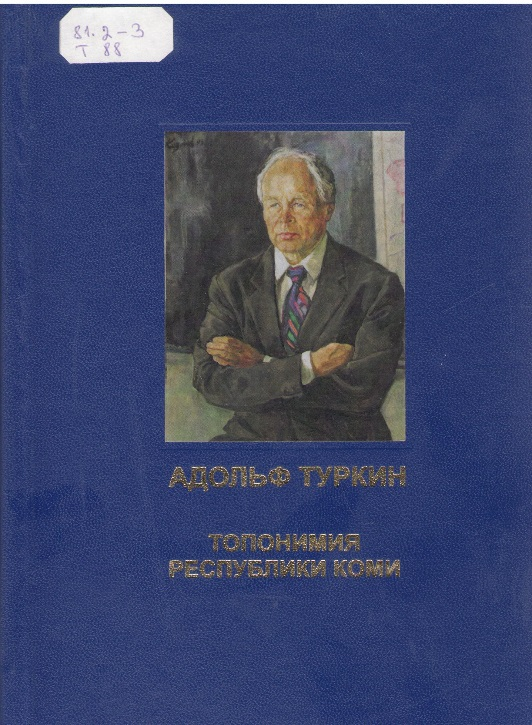 81.2-3
Т 88
АДОЛЬФ ТУРКИН
ТОПОНИМИЯ
РЕСПУБЛИКИ КОМИ